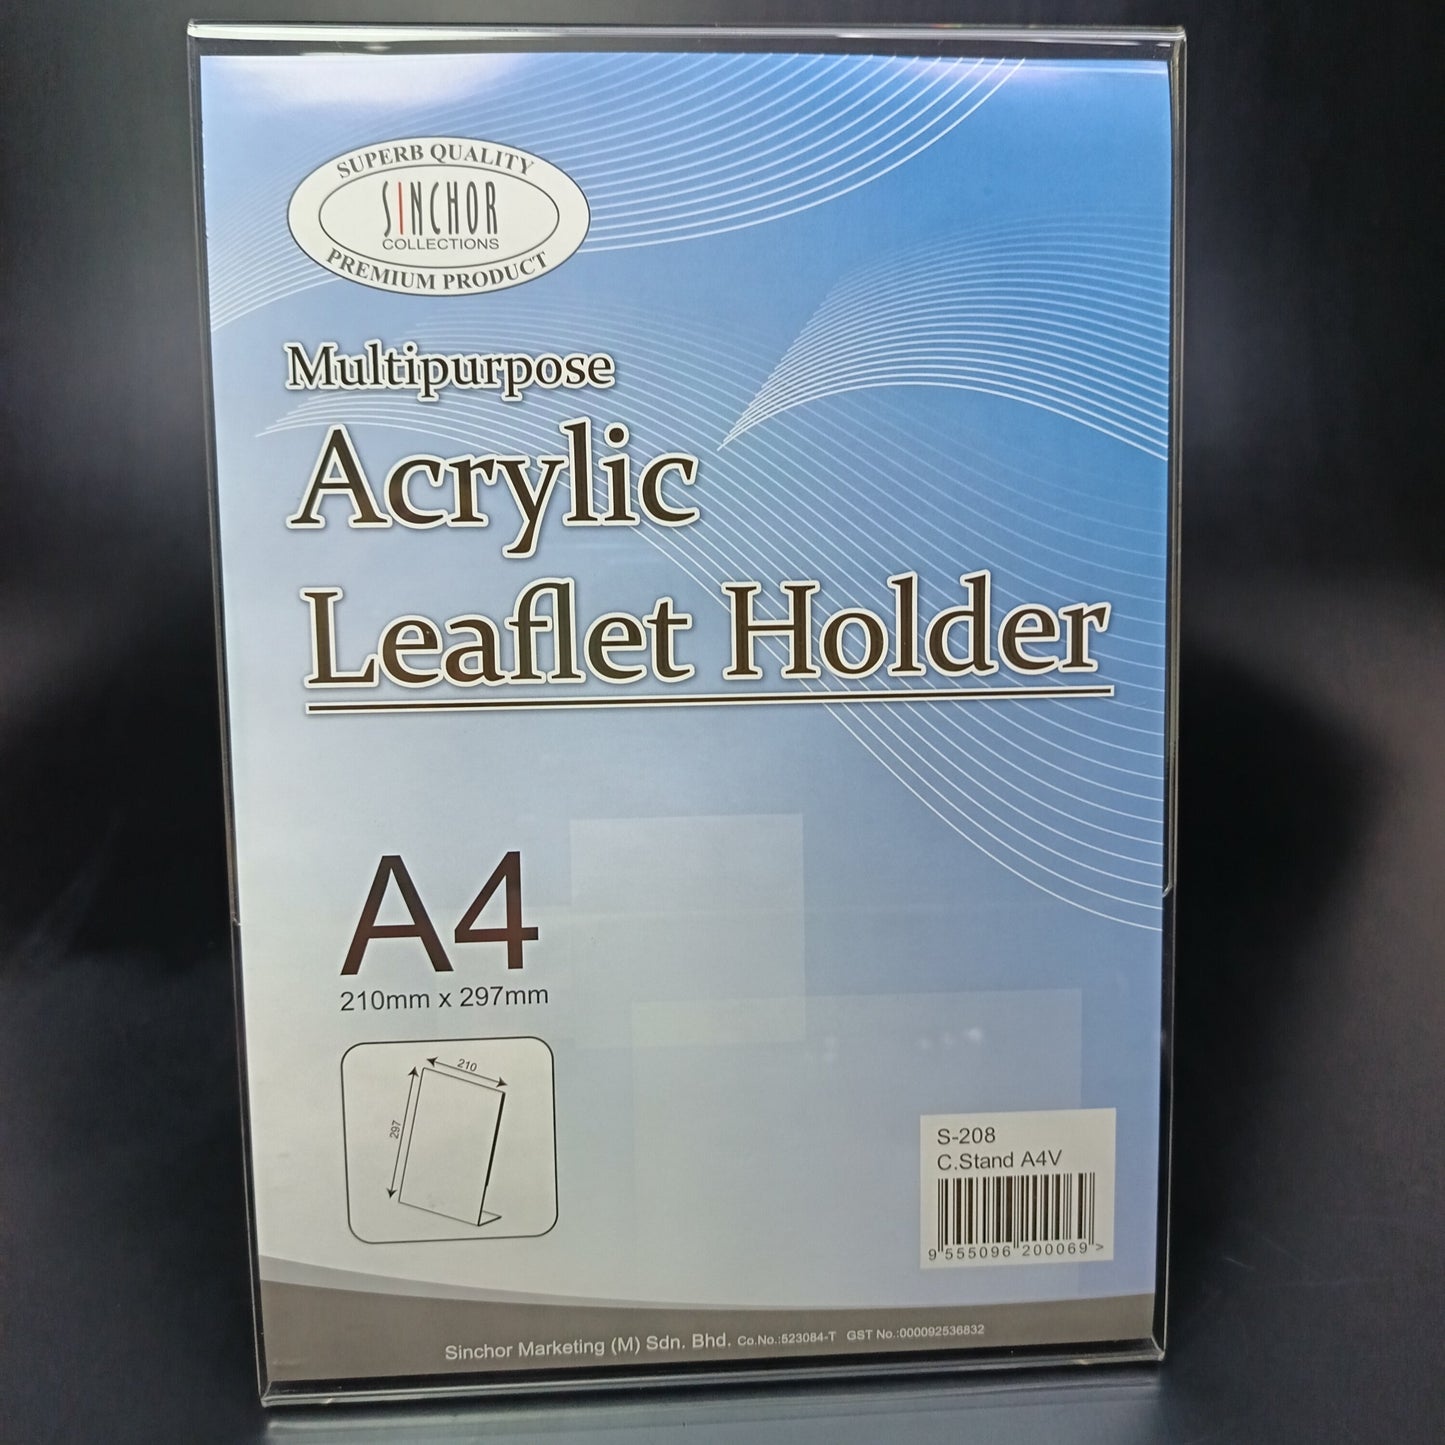 SUPERB QUALITY
SINCHOR
COLLECTIONS
PREMIUM PRODUCT
Multipurpose
Acrylic
Leaflet Holder
A4
210mm x 297mm
210
297
S-208
C.Stand A4V
9 555096 200069 >
Sinchor Marketing (M) Sdn. Bhd. Co.No.:523084-T GST No.:000092536832